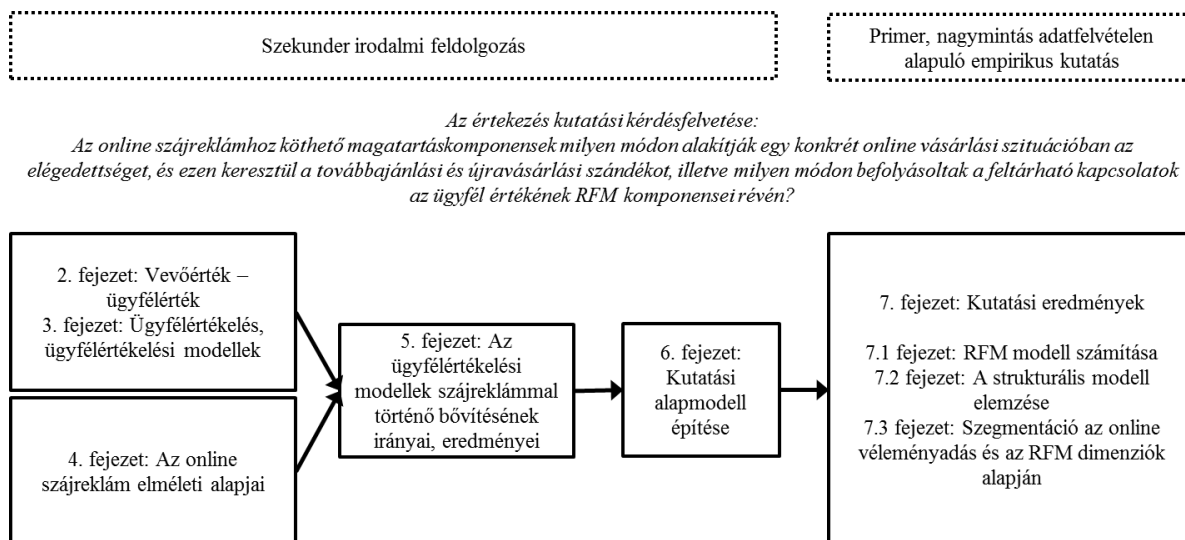 Szekunder irodalmi feldolgozás
Primer, nagymintás adatfelvételen
alapuló empirikus kutatás
Az értekezés kutatási kérdésfelvetése:
Az online szájreklámhoz köthető magatartáskomponensek milyen módon alakítják egy konkrét online vásárlási szituációban az
elégedettséget, és ezen keresztül a továbbajánlási és újravásárlási szándékot, illetve milyen módon befolyásoltak a feltárható kapcsolatok
az ügyfél értékének RFM komponensei révén?
2. fejezet: Vevőérték –
ügyfélérték
3. fejezet: Ügyfélértékelés,
ügyfélértékelési modellek
4. fejezet: Az online
szájreklám elméleti alapjai
5. fejezet: Az
ügyfélértékelési
modellek szájreklámmal
történő bővítésének
irányai, eredményei
6. fejezet:
Kutatási
alapmodell
építése
7. fejezet: Kutatási eredmények
7.1 fejezet: RFM modell számítása
7.2 fejezet: A strukturális modell
elemzése
7.3 fejezet: Szegmentáció az online
véleményadás és az RFM dimenziók
alapján